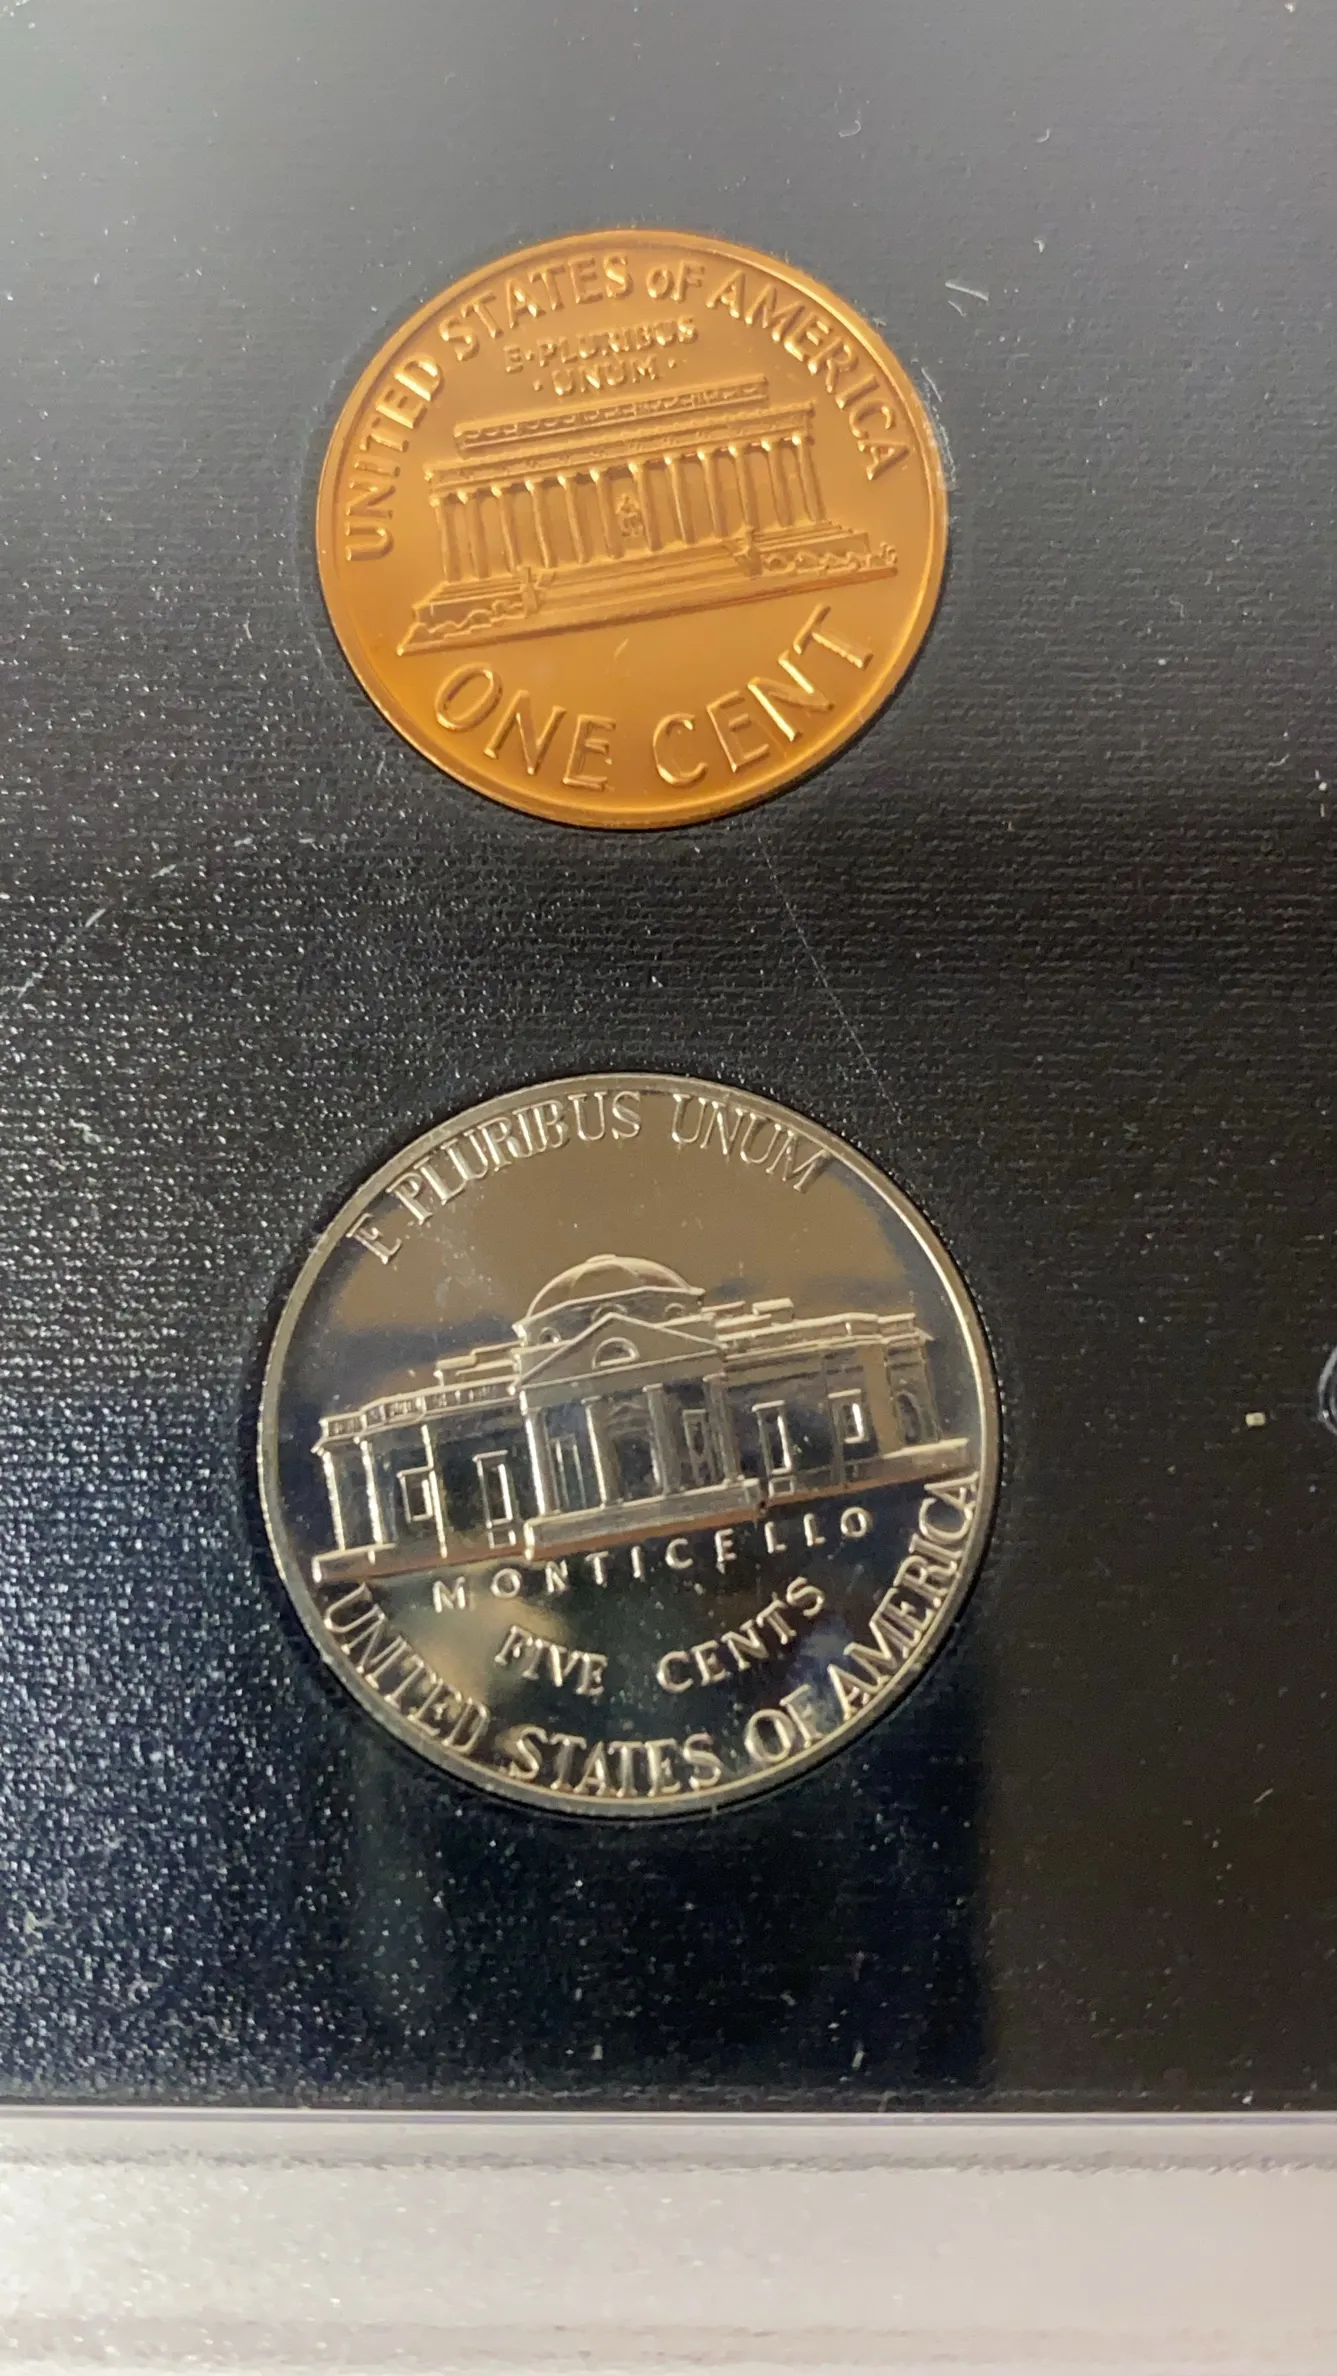 UNITED STATES OF AMERICA
E·PLURIBUS
·UNUM·
ONE CENT
E PLURIBUS UNUM
MONTICELLO
FIVE CENTS
UNITED STATES OF AMERICA